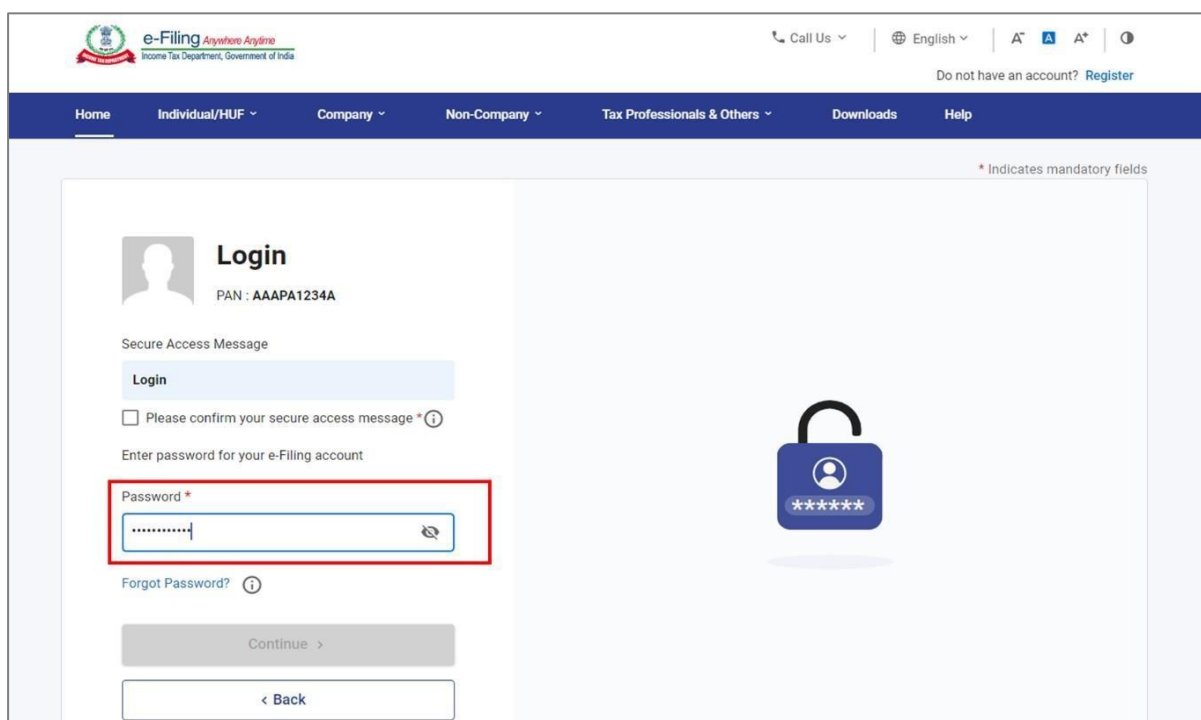 e-Filing Anywhere Anytime
Income Tax Department, Government of India
Call Us
English
A- A A+
Do not have an account? Register
Home Individual/HUF Company Non-Company Tax Professionals & Others Downloads Help
* Indicates mandatory fields
Login
PAN : AAAPA1234A
Secure Access Message
Login
Please confirm your secure access message *
Enter password for your e-Filing account
Password *
••••••••••••
******
Forgot Password?
Continue >
< Back